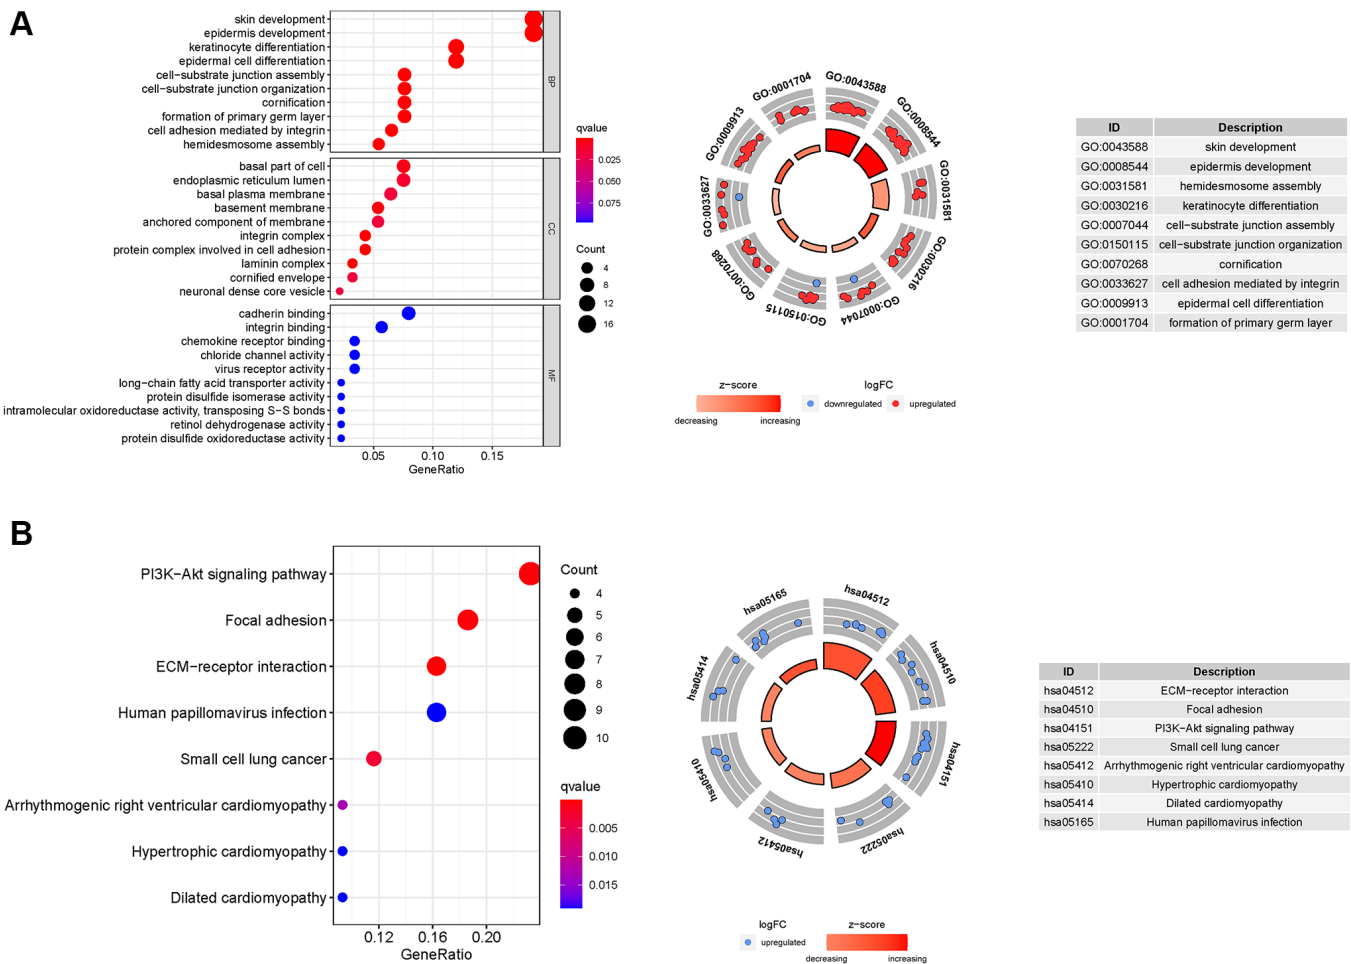 A
skin development
epidermis development
keratinocyte differentiation
epidermal cell differentiation
cell−substrate junction assembly
cell−substrate junction organization
cornification
formation of primary germ layer
cell adhesion mediated by integrin
hemidesmosome assembly
BP
basal part of cell
endoplasmic reticulum lumen
basal plasma membrane
basement membrane
anchored component of membrane
integrin complex
protein complex involved in cell adhesion
laminin complex
cornified envelope
neuronal dense core vesicle
CC
cadherin binding
integrin binding
chemokine receptor binding
chloride channel activity
virus receptor activity
long−chain fatty acid transporter activity
protein disulfide isomerase activity
intramolecular oxidoreductase activity, transposing S−S bonds
retinol dehydrogenase activity
protein disulfide oxidoreductase activity
MF
0.05 0.10 0.15
GeneRatio
qvalue
0.025
0.050
0.075
Count
4
8
12
16
GO:0043588
GO:0008544
GO:0031581
GO:0030216
GO:0007044
GO:0150115
GO:0070268
GO:0033627
GO:0009913
GO:0001704
z−score
decreasing increasing
logFC
downregulated upregulated
ID Description
GO:0043588 skin development
GO:0008544 epidermis development
GO:0031581 hemidesmosome assembly
GO:0030216 keratinocyte differentiation
GO:0007044 cell−substrate junction assembly
GO:0150115 cell−substrate junction organization
GO:0070268 cornification
GO:0033627 cell adhesion mediated by integrin
GO:0009913 epidermal cell differentiation
GO:0001704 formation of primary germ layer
B
PI3K−Akt signaling pathway
Focal adhesion
ECM−receptor interaction
Human papillomavirus infection
Small cell lung cancer
Arrhythmogenic right ventricular cardiomyopathy
Hypertrophic cardiomyopathy
Dilated cardiomyopathy
0.12 0.16 0.20
GeneRatio
Count
4
5
6
7
8
9
10
qvalue
0.005
0.010
0.015
hsa04512
hsa04510
hsa04151
hsa05222
hsa05412
hsa05410
hsa05414
hsa05165
logFC
upregulated
z−score
decreasing increasing
ID Description
hsa04512 ECM−receptor interaction
hsa04510 Focal adhesion
hsa04151 PI3K−Akt signaling pathway
hsa05222 Small cell lung cancer
hsa05412 Arrhythmogenic right ventricular cardiomyopathy
hsa05410 Hypertrophic cardiomyopathy
hsa05414 Dilated cardiomyopathy
hsa05165 Human papillomavirus infection